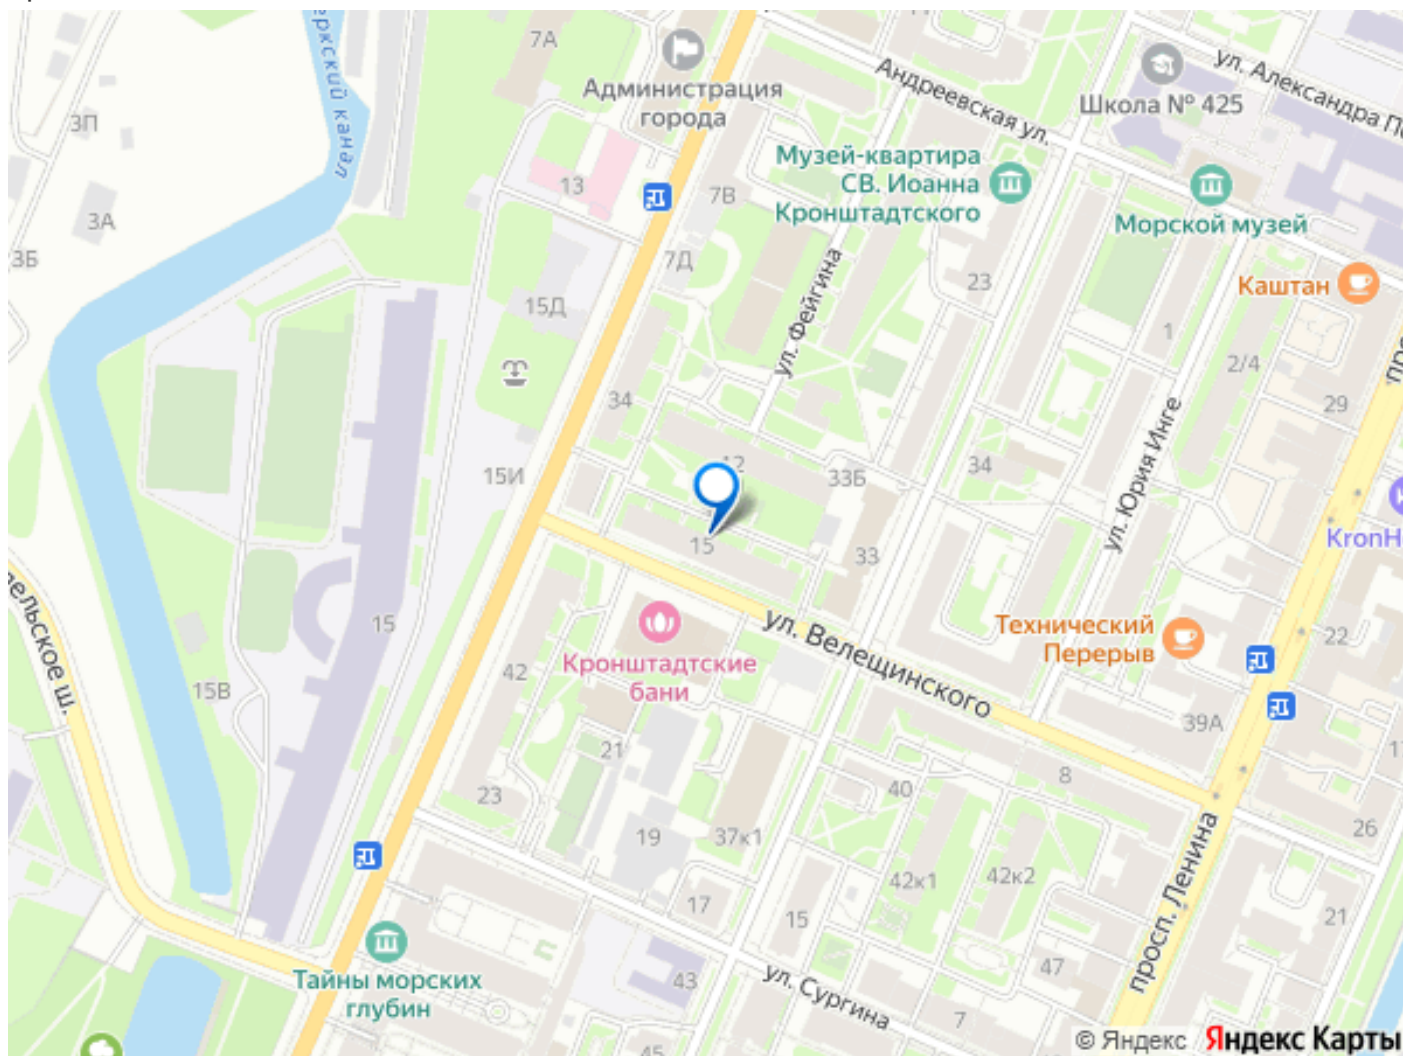 7А
Администрация
города
Андреевская ул.
Школа № 425
ул. Александра
3П
Музей-квартира
СВ. Иоанна
Кронштадтского
13
7В
3А
Морской музей
3Б
7Д
ул. Фейгина
23
Каштан
15Д
1
2/4
34
29
ул. Юрия Инге
12
33Б
34
15И
15
33
KronH
ельское ш.
15
Технический
Перерыв
22
ул. Велещинского
Кронштадтские
бани
42
15В
39А
21
8
40
23
19
37к1
26
просп. Ленина
42к1
42к2
17
15
21
Тайны морских
глубин
43
ул. Сургина
47
7
45
© Яндекс Яндекс Карты